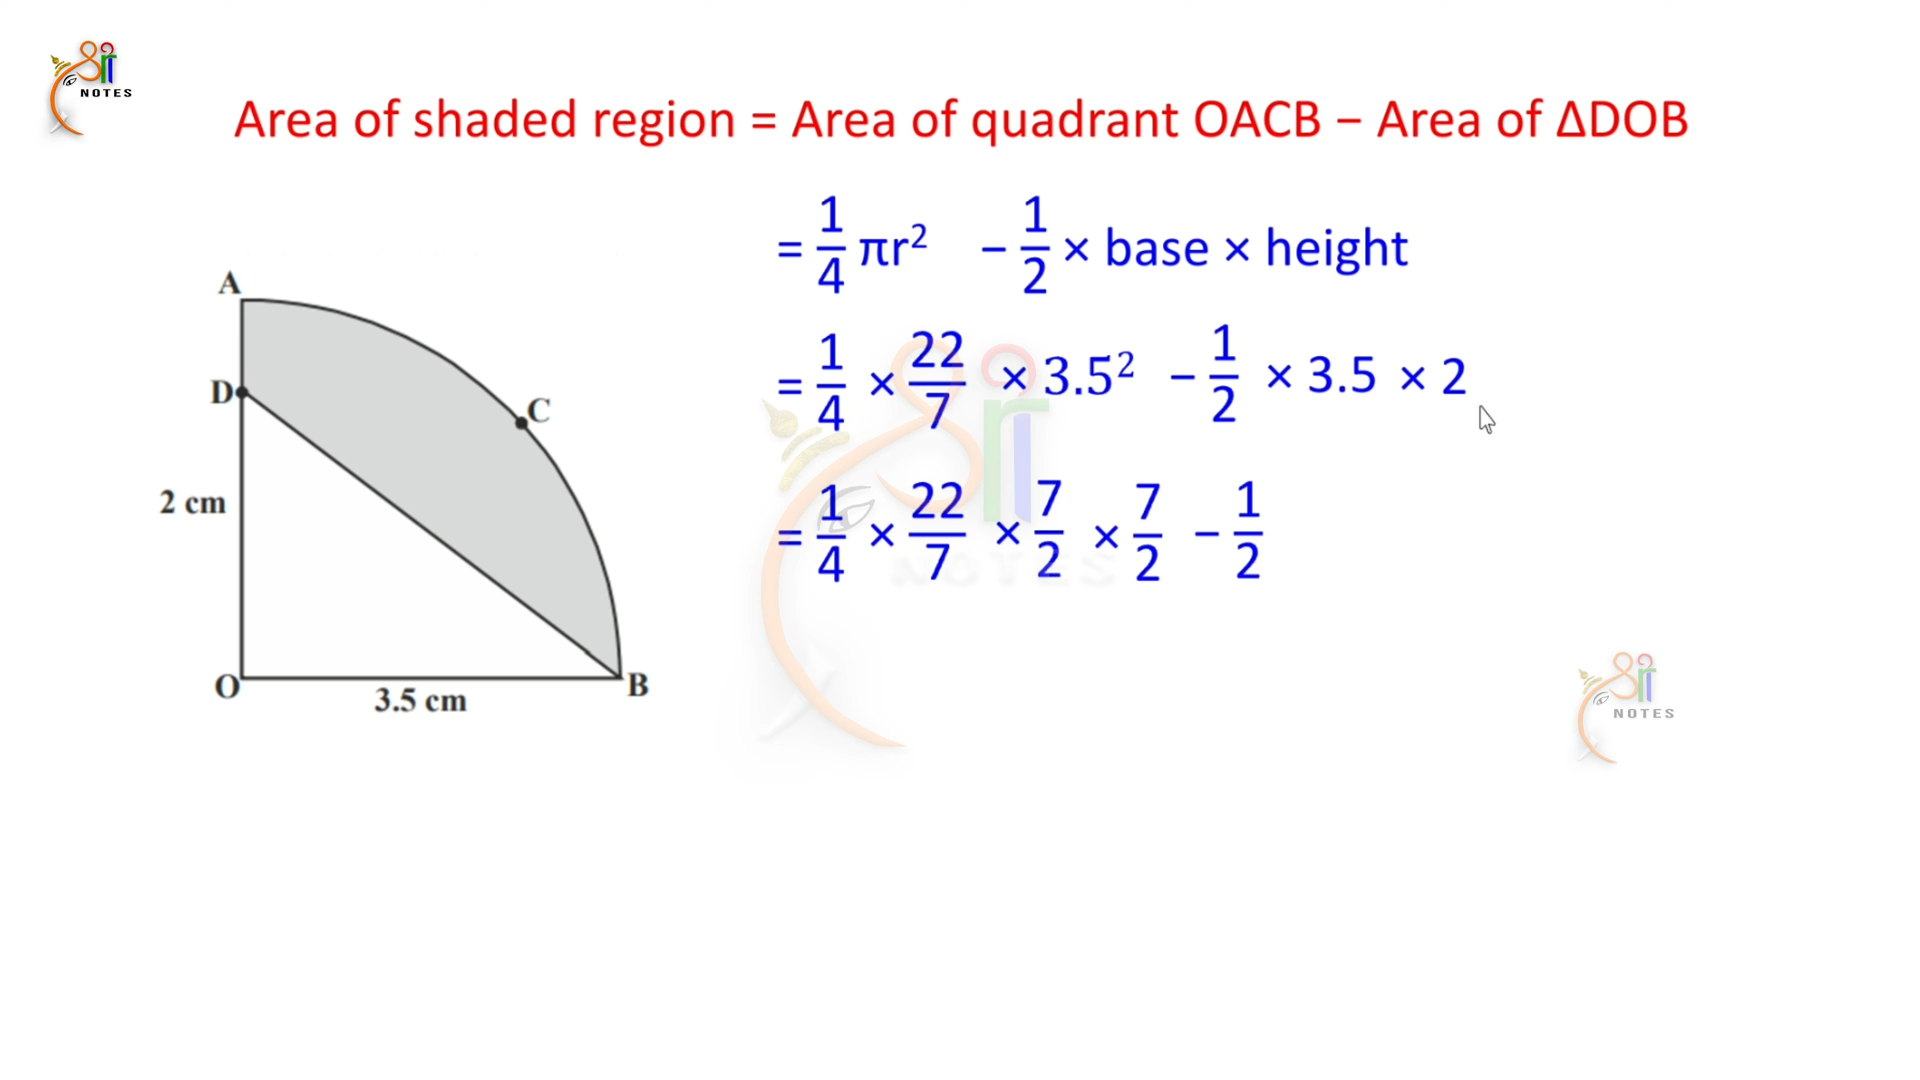 श्री
NOTES
Area of shaded region = Area of quadrant OACB − Area of ΔDOB
= 1/4 πr² − 1/2 × base × height
= 1/4 × 22/7 × 3.5² − 1/2 × 3.5 × 2
= 1/4 × 22/7 × 7/2 × 7/2 − 1/2
A
D
C
2 cm
O
3.5 cm
B
श्री
NOTES
श्री
NOTES